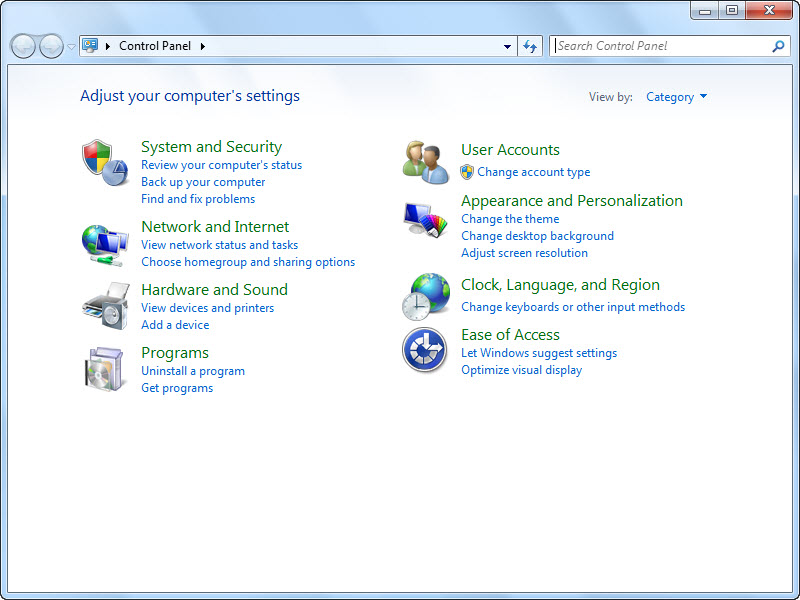 Control Panel
Search Control Panel
Adjust your computer's settings
View by: Category
System and Security
Review your computer's status
Back up your computer
Find and fix problems
Network and Internet
View network status and tasks
Choose homegroup and sharing options
Hardware and Sound
View devices and printers
Add a device
Programs
Uninstall a program
Get programs
User Accounts
Change account type
Appearance and Personalization
Change the theme
Change desktop background
Adjust screen resolution
Clock, Language, and Region
Change keyboards or other input methods
Ease of Access
Let Windows suggest settings
Optimize visual display